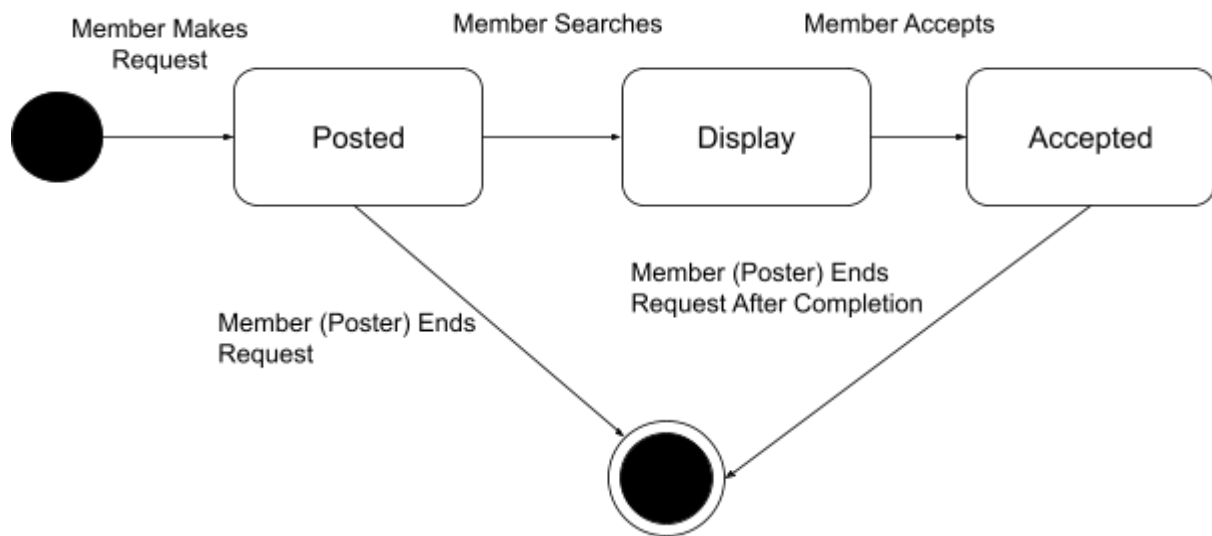 Member Makes
Request
Member Searches
Member Accepts
Posted
Display
Accepted
Member (Poster) Ends
Request After Completion
Member (Poster) Ends
Request